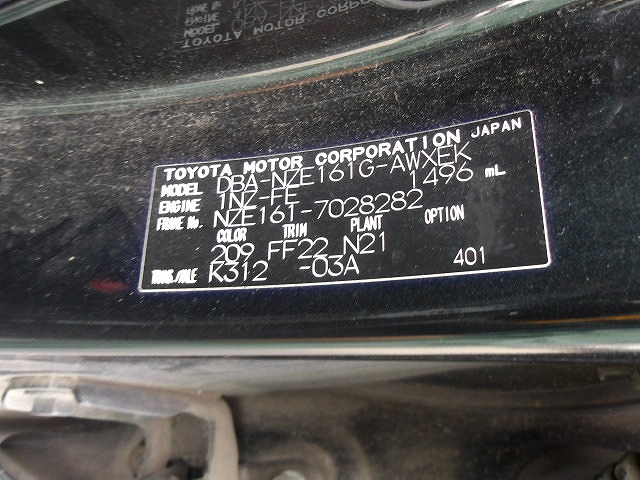 TOYOTA MOTOR CORPORATION JAPAN
MODEL DBA-NZE161G-AWXEK
ENGINE 1NZ-FE 1496 mL
FRAME No. NZE161-7028282
COLOR TRIM PLANT OPTION
209 FF22 N21
TRANS./AXLE K312 -03A 401